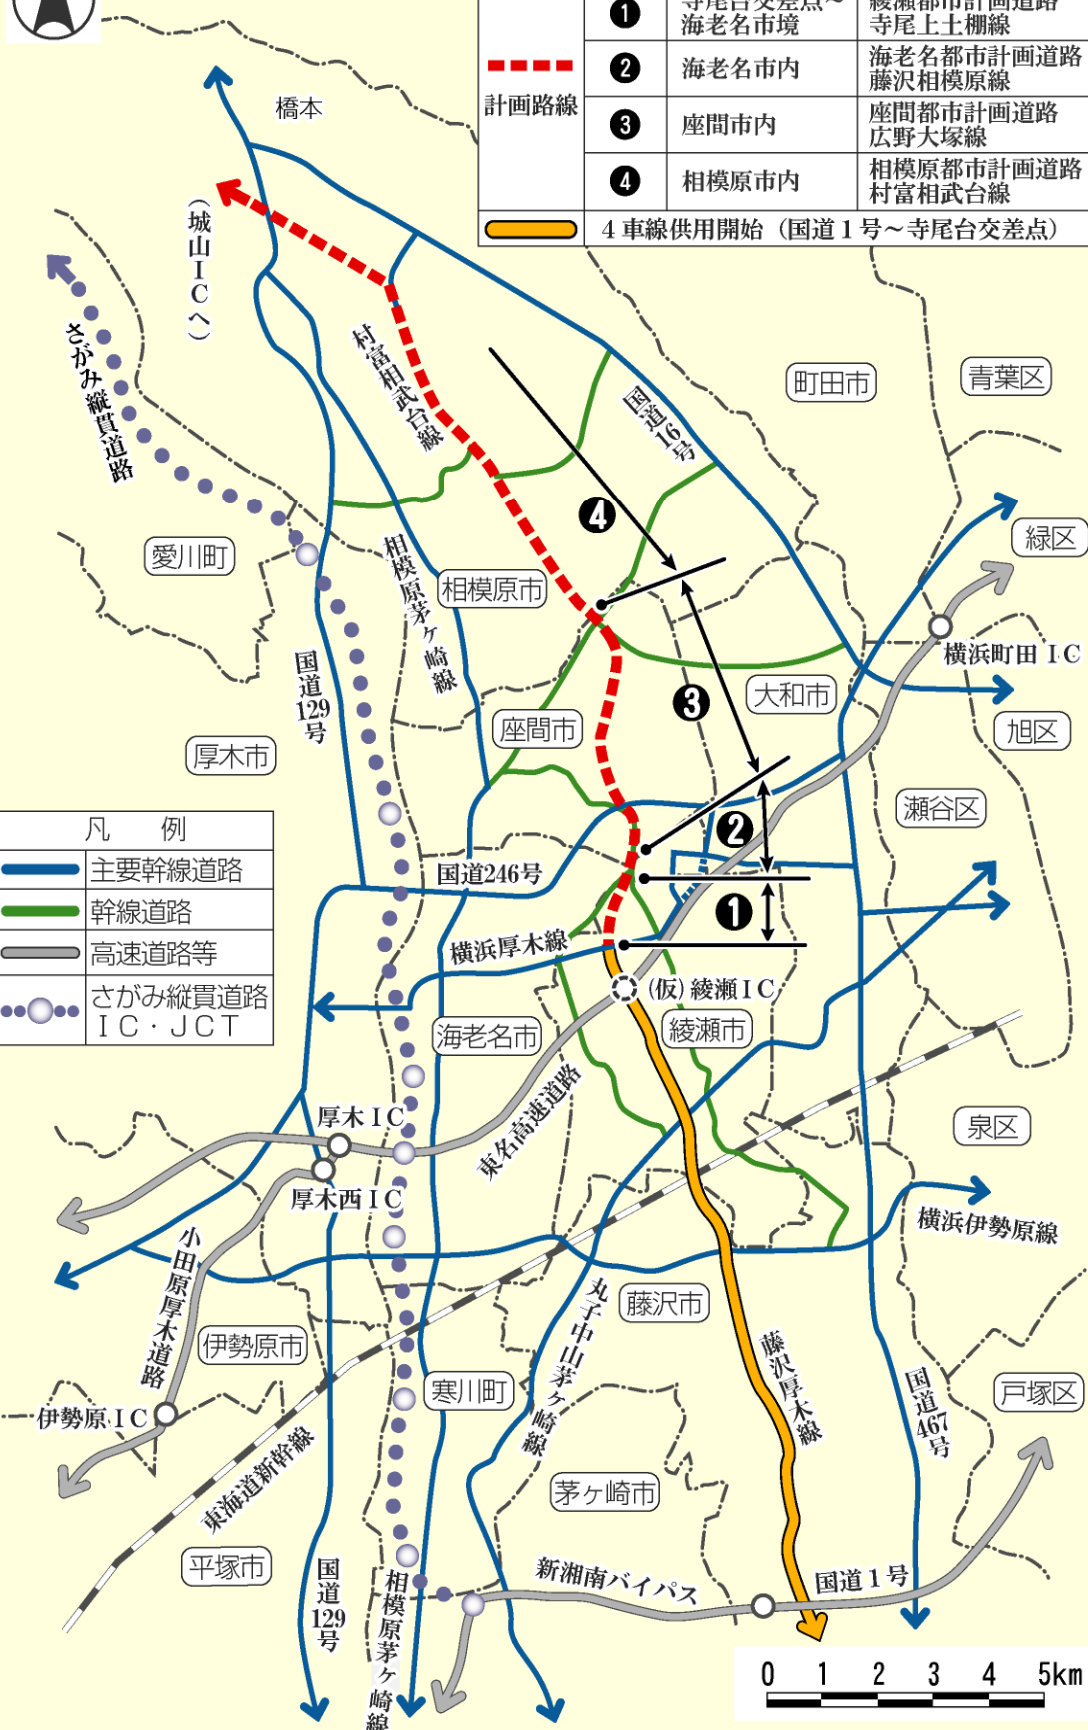 ❶
寺尾台交差点～
海老名市境
綾瀬都市計画道路
寺尾上土棚線
計画路線
❷
海老名市内
海老名都市計画道路
藤沢相模原線
❸
座間市内
座間都市計画道路
広野大塚線
❹
相模原市内
相模原都市計画道路
村富相武台線
4車線供用開始（国道1号～寺尾台交差点）
橋本
（城山ICへ）
さがみ縦貫道路
村富相武台線
国道16号
町田市
青葉区
❹
愛川町
相模原市
相模原茅ヶ崎線
緑区
横浜町田IC
国道129号
大和市
❸
座間市
旭区
厚木市
瀬谷区
凡 例
主要幹線道路
幹線道路
高速道路等
さがみ縦貫道路
IC・JCT
❷
国道246号
❶
横浜厚木線
(仮)綾瀬IC
綾瀬市
海老名市
東名高速道路
厚木IC
厚木西IC
泉区
横浜伊勢原線
小田原厚木道路
藤沢市
丸子中山茅ヶ崎線
藤沢厚木線
伊勢原市
寒川町
国道467号
戸塚区
伊勢原IC
東海道新幹線
茅ヶ崎市
平塚市
国道129号
相模原茅ヶ崎線
新湘南バイパス
国道1号
0 1 2 3 4 5km